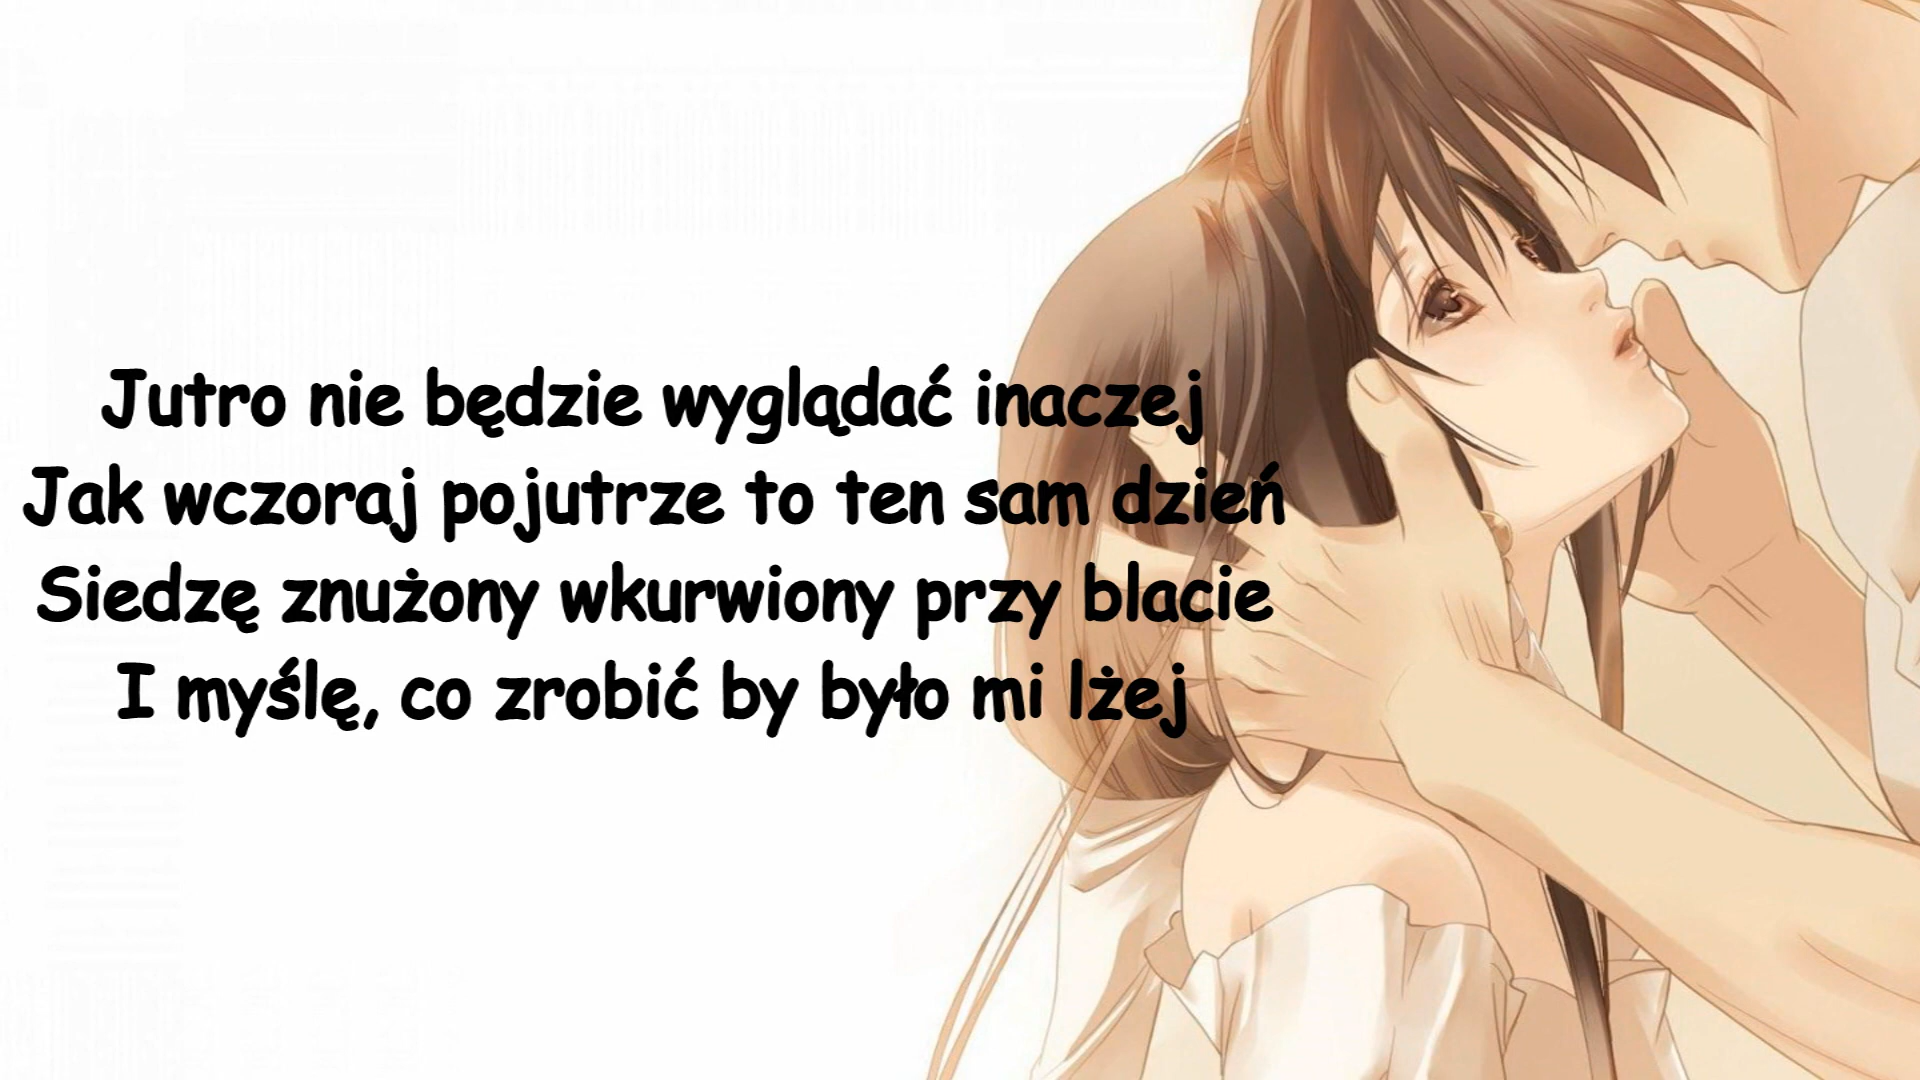 Jutro nie będzie wyglądać inaczej
Jak wczoraj pojutrze to ten sam dzień
Siedzę znużony wkurwiony przy blacie
I myślę, co zrobić by było mi lżej